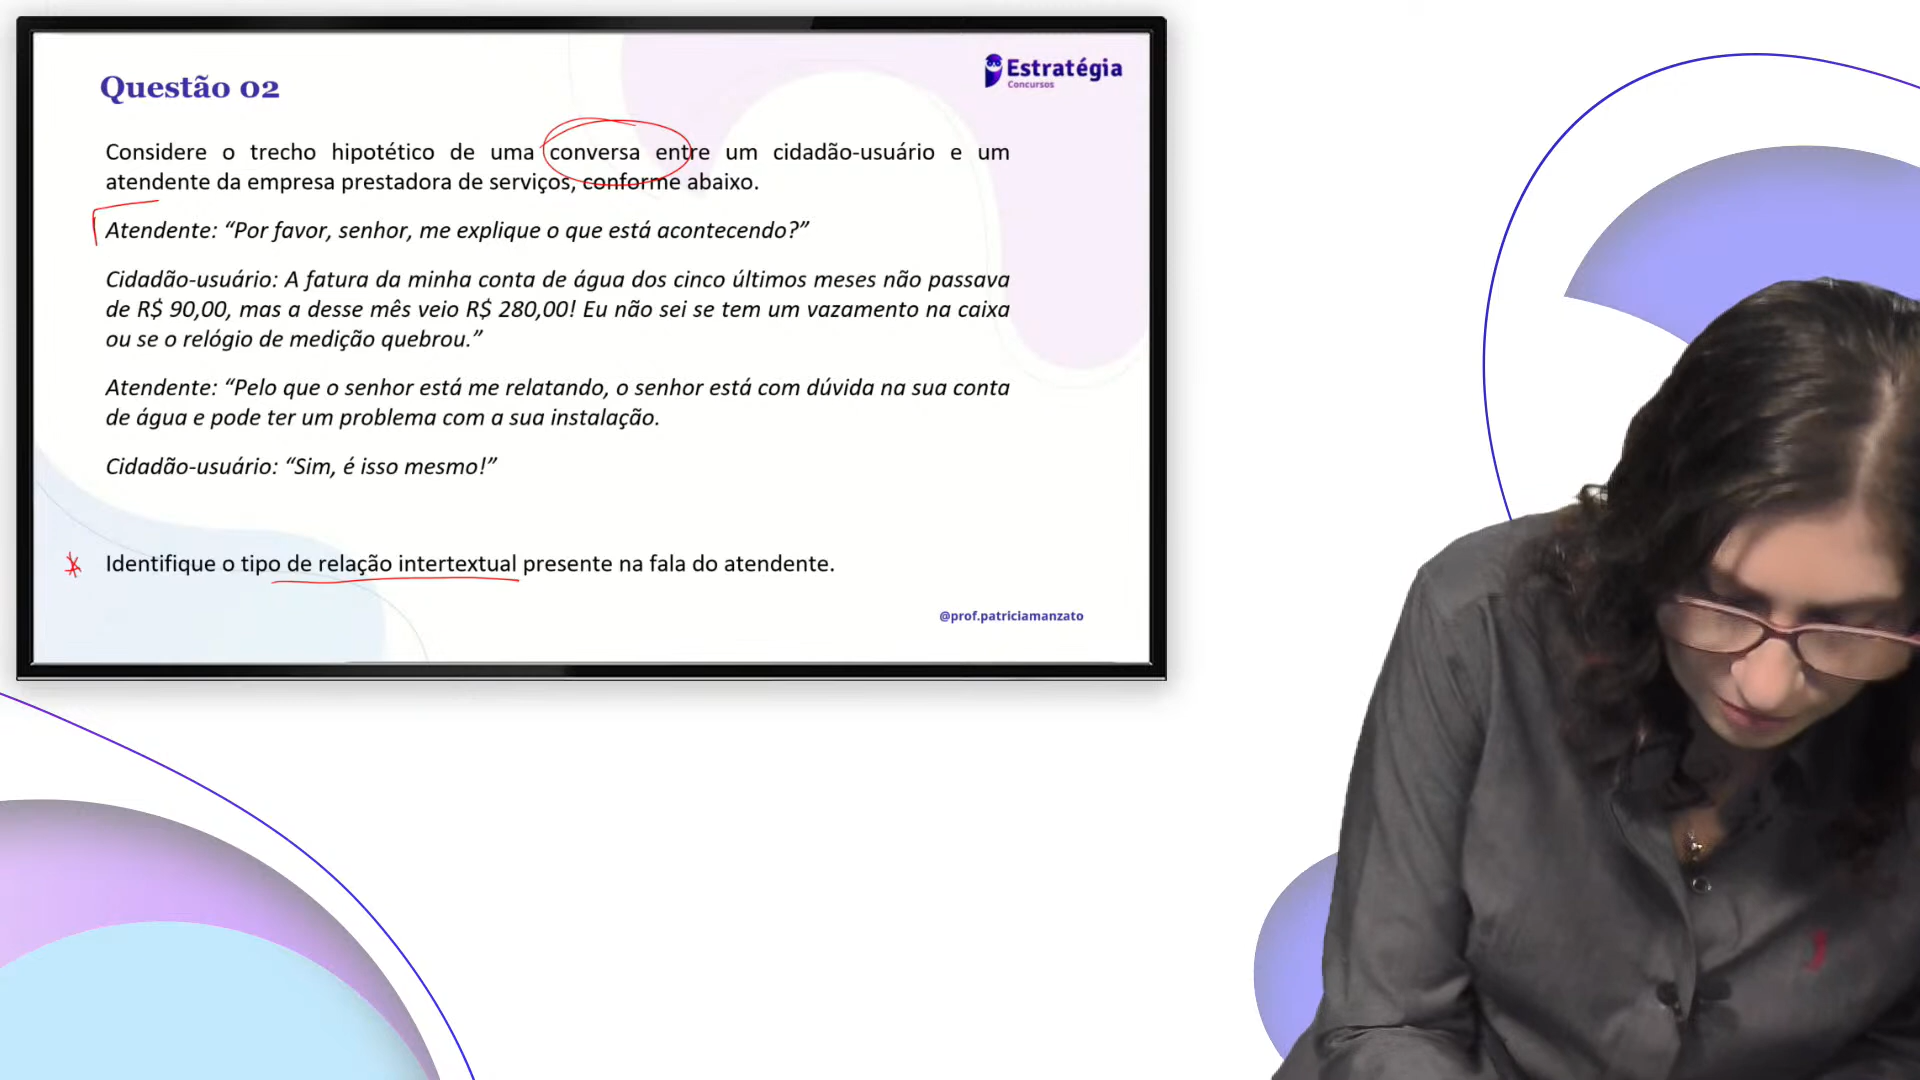 Questão 02
Estratégia
Concursos
Considere o trecho hipotético de uma conversa entre um cidadão-usuário e um
atendente da empresa prestadora de serviços, conforme abaixo.
Atendente: “Por favor, senhor, me explique o que está acontecendo?”
Cidadão-usuário: A fatura da minha conta de água dos cinco últimos meses não passava
de R$ 90,00, mas a desse mês veio R$ 280,00! Eu não sei se tem um vazamento na caixa
ou se o relógio de medição quebrou.”
Atendente: “Pelo que o senhor está me relatando, o senhor está com dúvida na sua conta
de água e pode ter um problema com a sua instalação.
Cidadão-usuário: “Sim, é isso mesmo!”
Identifique o tipo de relação intertextual presente na fala do atendente.
@prof.patriciamanzato